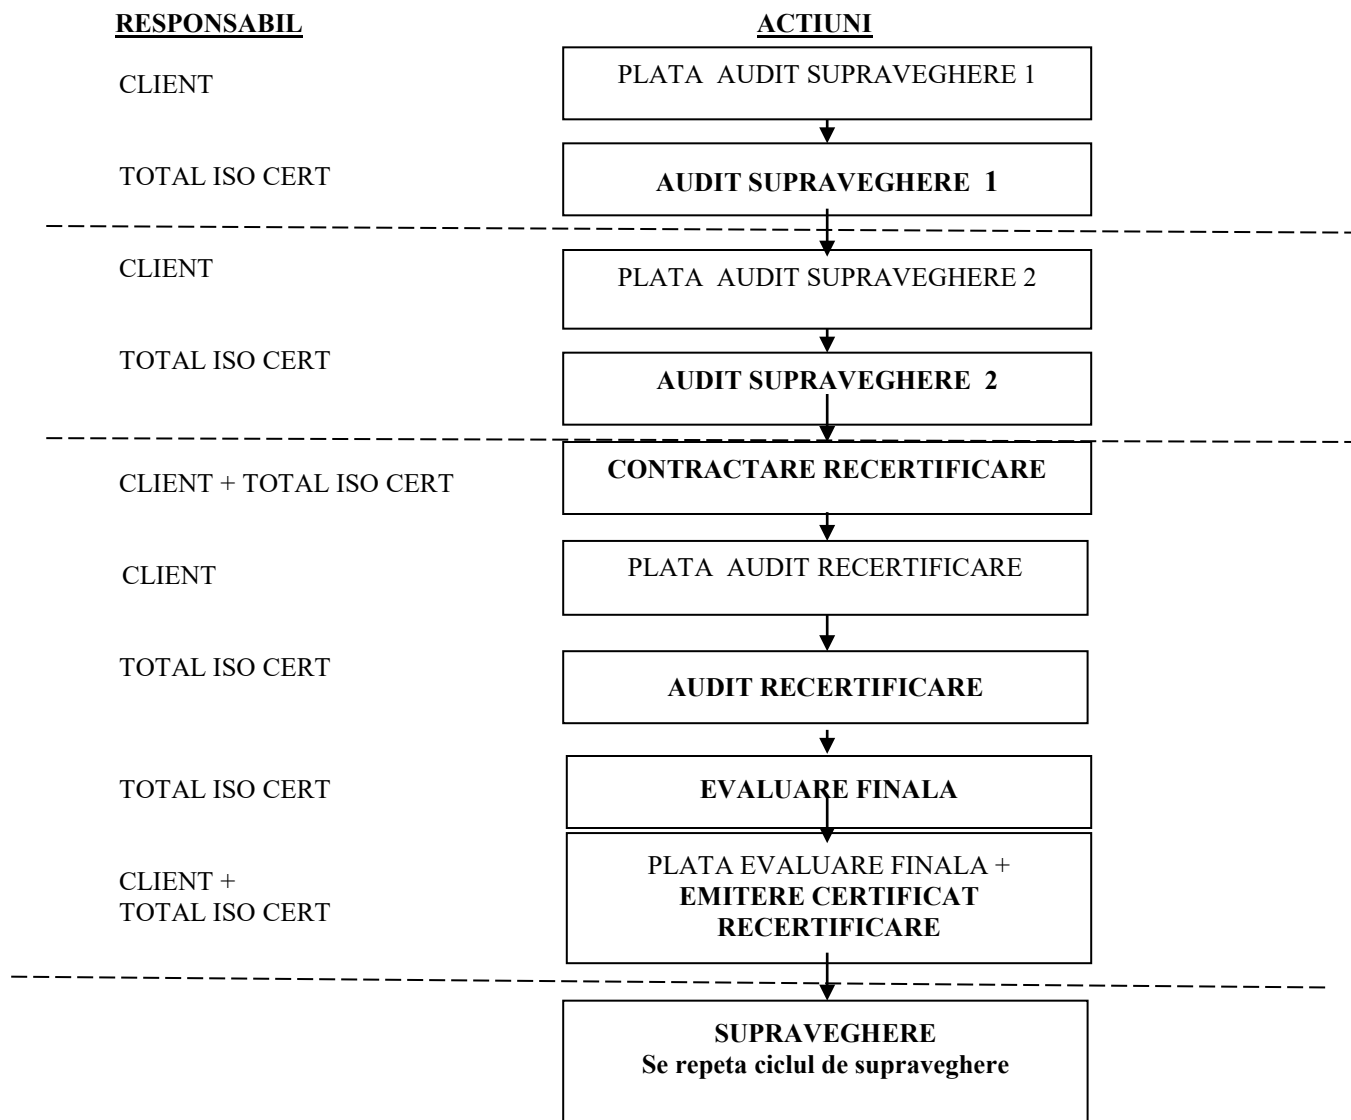 RESPONSABIL ACTIUNI
CLIENT PLATA AUDIT SUPRAVEGHERE 1
TOTAL ISO CERT AUDIT SUPRAVEGHERE 1
CLIENT PLATA AUDIT SUPRAVEGHERE 2
TOTAL ISO CERT AUDIT SUPRAVEGHERE 2
CLIENT + TOTAL ISO CERT CONTRACTARE RECERTIFICARE
CLIENT PLATA AUDIT RECERTIFICARE
TOTAL ISO CERT AUDIT RECERTIFICARE
TOTAL ISO CERT EVALUARE FINALA
CLIENT +
TOTAL ISO CERT
PLATA EVALUARE FINALA +
EMITERE CERTIFICAT
RECERTIFICARE
SUPRAVEGHERE
Se repeta ciclul de supraveghere